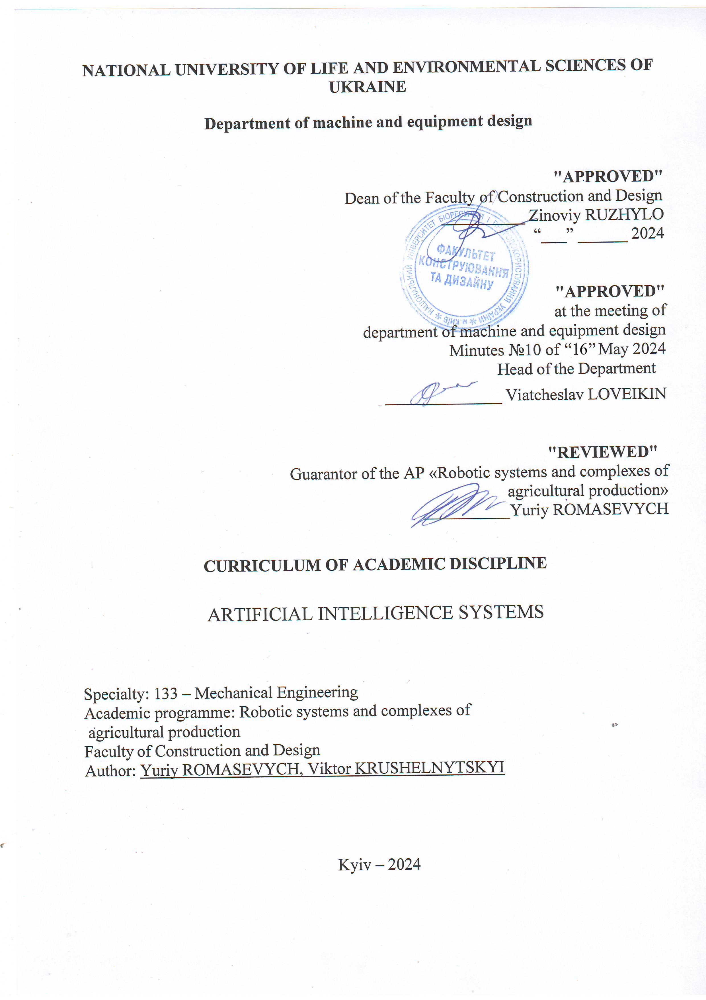 NATIONAL UNIVERSITY OF LIFE AND ENVIRONMENTAL SCIENCES OF
UKRAINE
Department of machine and equipment design
"APPROVED"
Dean of the Faculty of Construction and Design
____________Zinoviy RUZHYLO
“___” ______ 2024
НАЦІОНАЛЬНИЙ УНІВЕРСИТЕТ БІОРЕСУРСІВ І ПРИРОДОКОРИСТУВАННЯ УКРАЇНИ * м.КИЇВ *
ФАКУЛЬТЕТ
КОНСТРУЮВАННЯ
ТА ДИЗАЙНУ
"APPROVED"
at the meeting of
department of machine and equipment design
Minutes №10 of “16” May 2024
Head of the Department
______________ Viatcheslav LOVEIKIN
"REVIEWED"
Guarantor of the AP «Robotic systems and complexes of
agricultural production»
__________Yuriy ROMASEVYCH
CURRICULUM OF ACADEMIC DISCIPLINE
ARTIFICIAL INTELLIGENCE SYSTEMS
Specialty: 133 – Mechanical Engineering
Academic programme: Robotic systems and complexes of
agricultural production
Faculty of Construction and Design
Author: Yuriy ROMASEVYCH, Viktor KRUSHELNYTSKYI
Kyiv – 2024